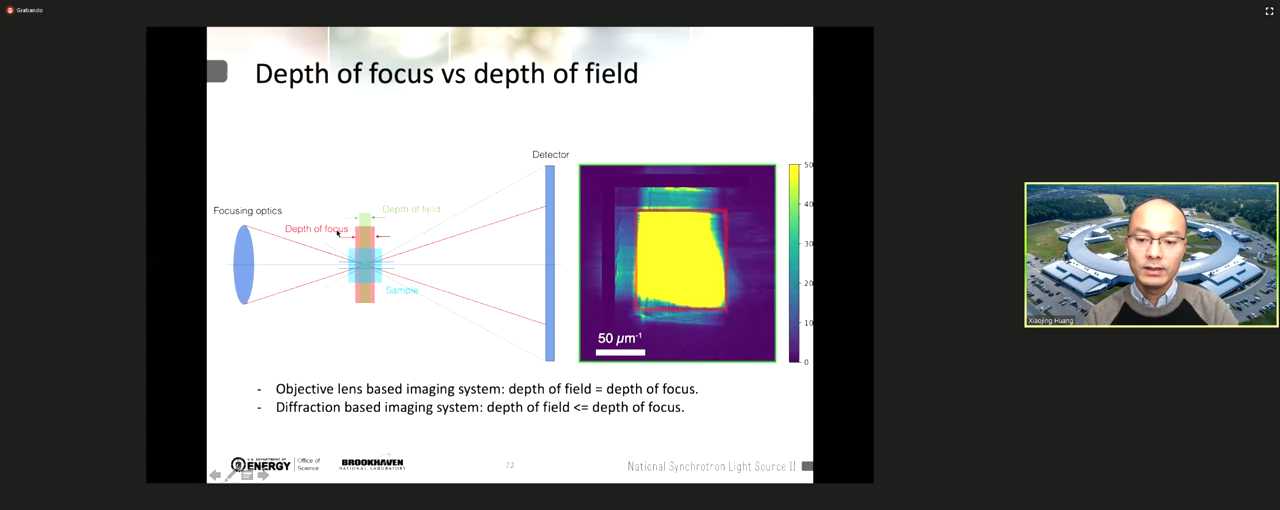 Grabando
Depth of focus vs depth of field
Detector
Focusing optics
Depth of field
Depth of focus
Sample
50 µm⁻¹
50
40
30
20
10
0
- Objective lens based imaging system: depth of field = depth of focus.
- Diffraction based imaging system: depth of field <= depth of focus.
U.S. DEPARTMENT OF
ENERGY
Office of
Science
BROOKHAVEN
NATIONAL LABORATORY
72
National Synchrotron Light Source II
Xiaojing Huang